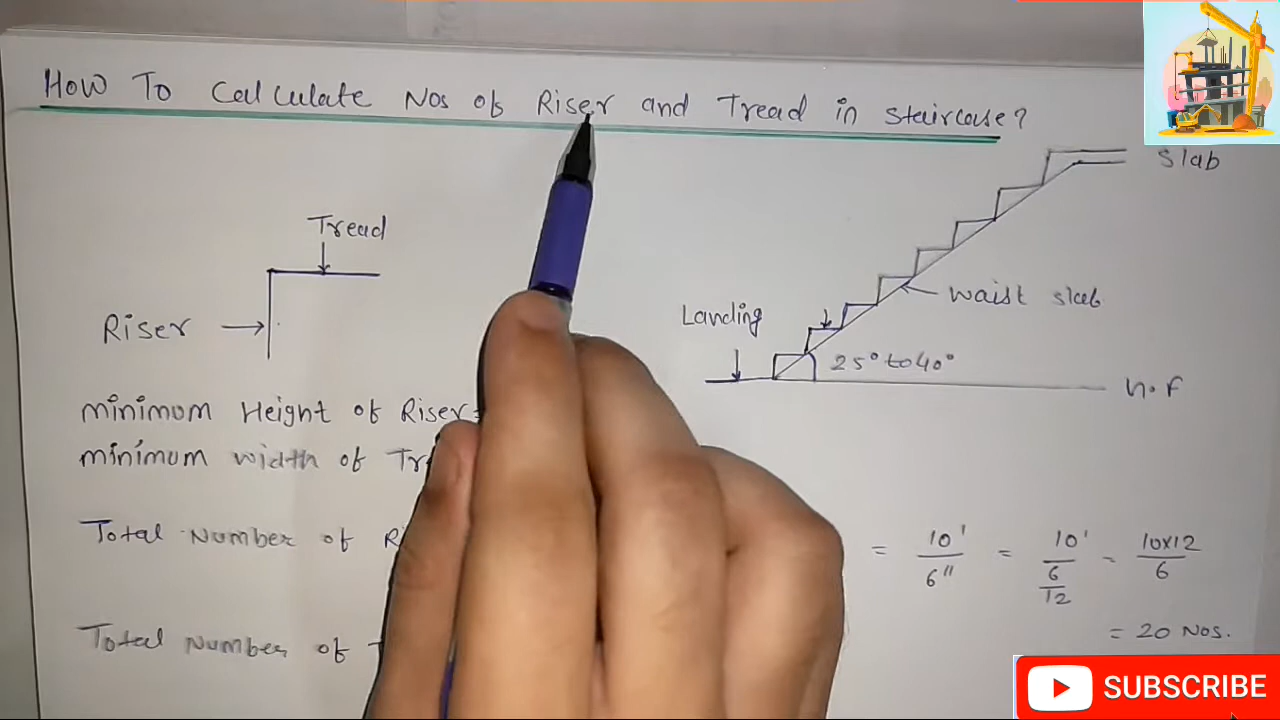 How To Calculate Nos of Riser and Tread in Staircase?
Slab
Tread
Riser
Landing
Waist slab
25° to 40°
minimum Height of Riser
minimum width of
Total Number of
= 10' / 6" = 10' / 6/12 = 10x12 / 6
= 20 Nos.
Total Number of
SUBSCRIBE